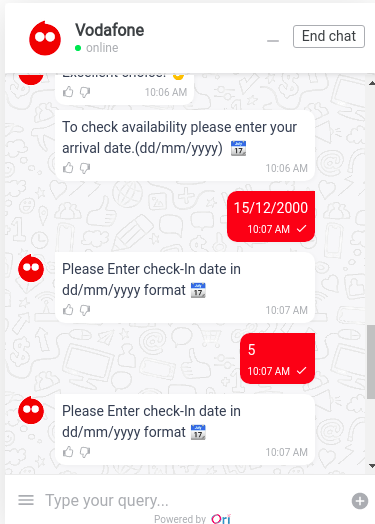 Vodafone
online
End chat
Excellent choice!
10:06 AM
To check availability please enter your
arrival date.(dd/mm/yyyy)
10:06 AM
15/12/2000
10:07 AM
Please Enter check-In date in
dd/mm/yyyy format
10:07 AM
5
10:07 AM
Please Enter check-In date in
dd/mm/yyyy format
10:07 AM
Type your query...
Powered by Ori